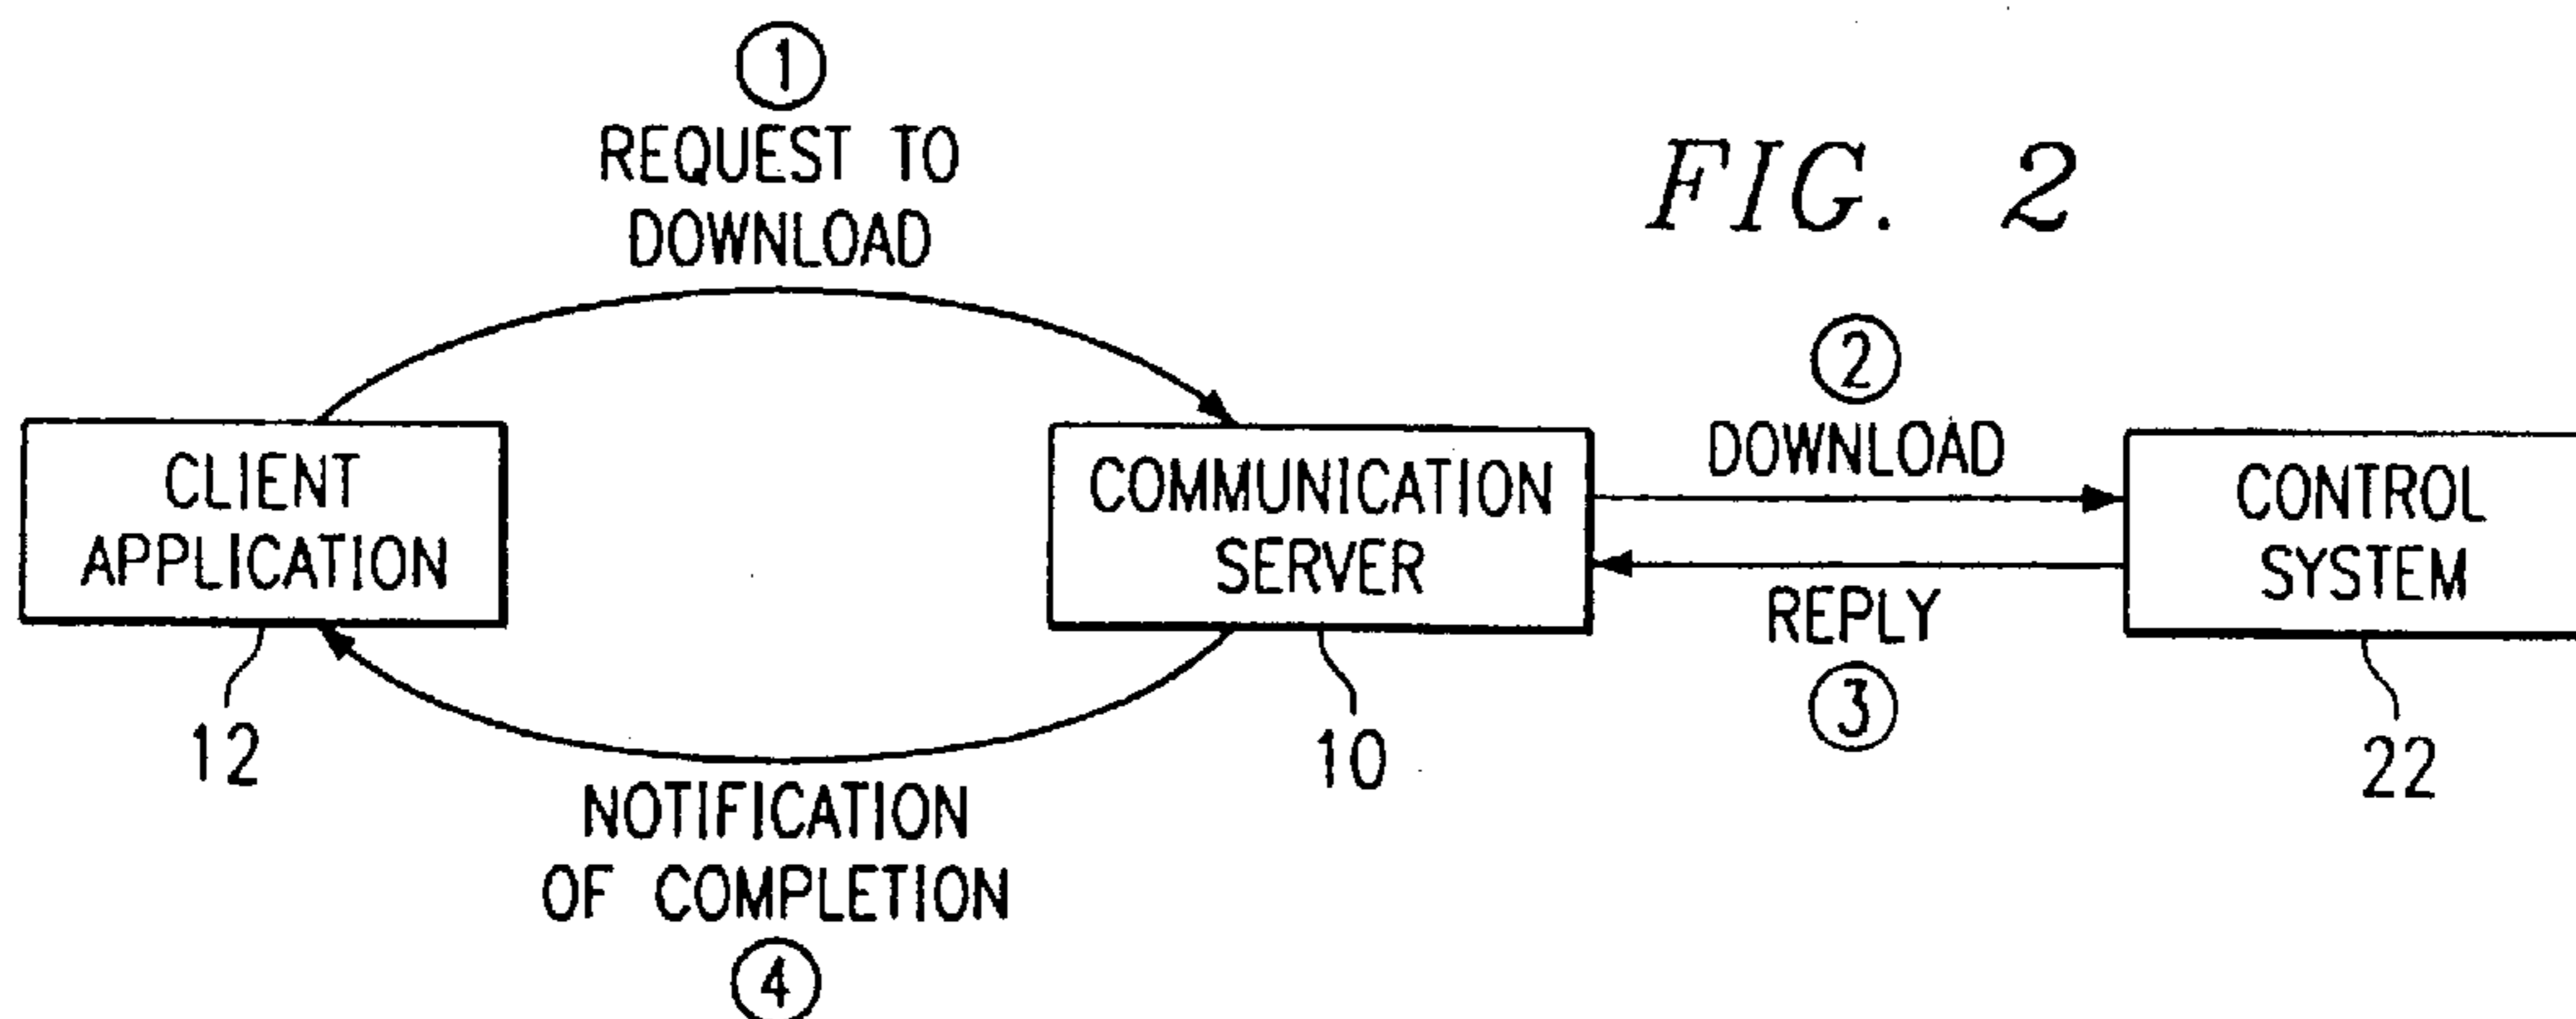 ①
REQUEST TO
DOWNLOAD
FIG. 2
②
DOWNLOAD
CLIENT
APPLICATION
COMMUNICATION
SERVER
CONTROL
SYSTEM
REPLY
③
12
10
22
NOTIFICATION
OF COMPLETION
④